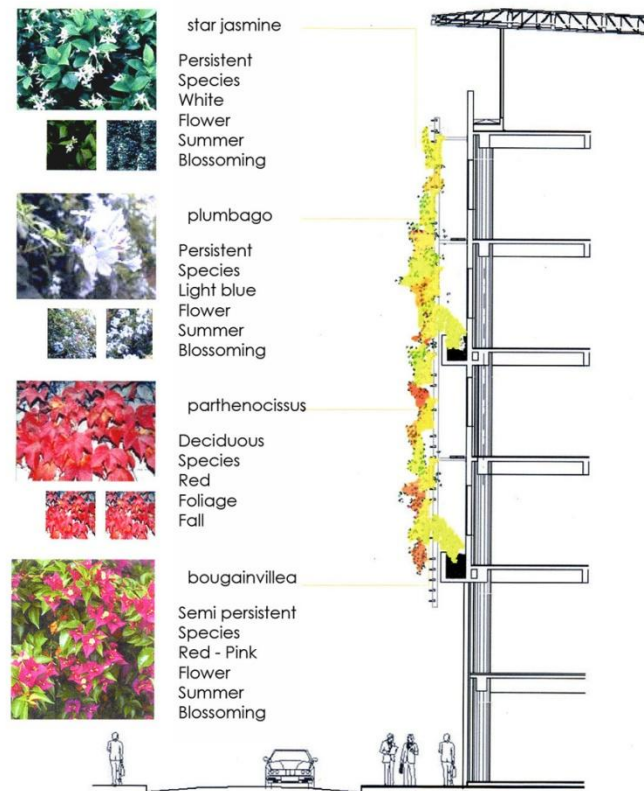 star jasmine
Persistent
Species
White
Flower
Summer
Blossoming
plumbago
Persistent
Species
Light blue
Flower
Summer
Blossoming
parthenocissus
Deciduous
Species
Red
Foliage
Fall
bougainvillea
Semi persistent
Species
Red - Pink
Flower
Summer
Blossoming